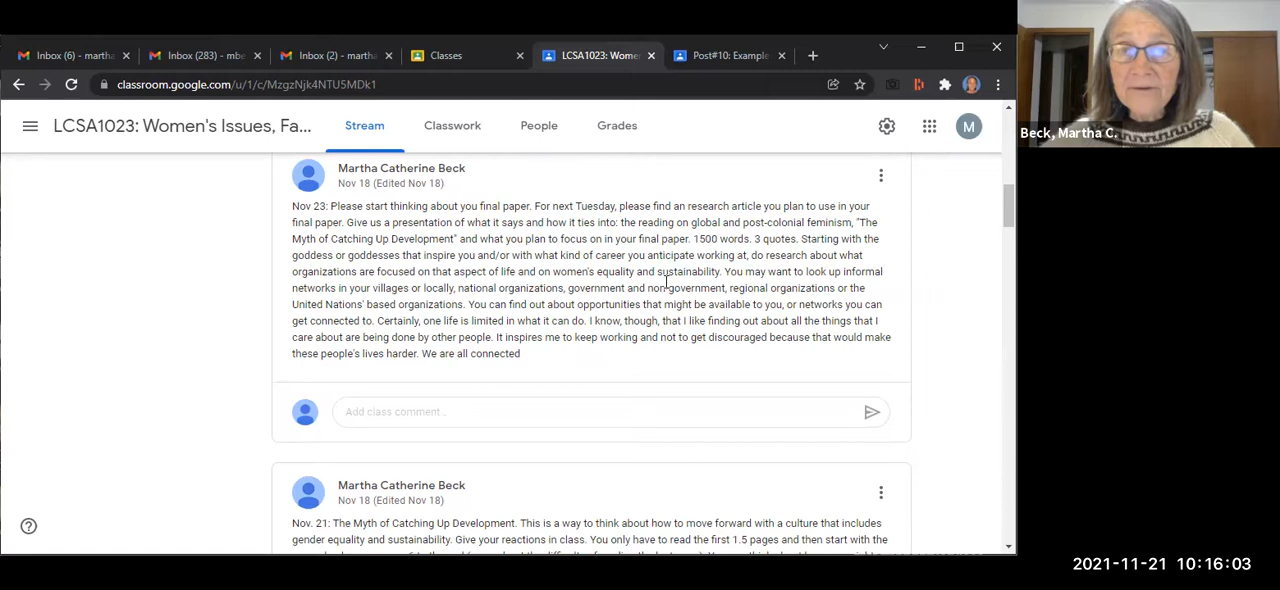 Inbox (6) - martha
Inbox (283) - mbe
Inbox (2) - martha
Classes
LCSA1023: Wome
Post#10: Example
classroom.google.com/u/1/c/MzgzNjk4NTU5MDk1
LCSA1023: Women's Issues, Fa...
Stream
Classwork
People
Grades
M
Beck, Martha C.
Martha Catherine Beck
Nov 18 (Edited Nov 18)
Nov 23: Please start thinking about you final paper. For next Tuesday, please find an research article you plan to use in your
final paper. Give us a presentation of what it says and how it ties into: the reading on global and post-colonial feminism, "The
Myth of Catching Up Development" and what you plan to focus on in your final paper. 1500 words. 3 quotes. Starting with the
goddess or goddesses that inspire you and/or with what kind of career you anticipate working at, do research about what
organizations are focused on that aspect of life and on women's equality and sustainability. You may want to look up informal
networks in your villages or locally, national organizations, government and non-government, regional organizations or the
United Nations' based organizations. You can find out about opportunities that might be available to you, or networks you can
get connected to. Certainly, one life is limited in what it can do. I know, though, that I like finding out about all the things that I
care about are being done by other people. It inspires me to keep working and not to get discouraged because that would make
these people's lives harder. We are all connected
Add class comment...
Martha Catherine Beck
Nov 18 (Edited Nov 18)
Nov. 21: The Myth of Catching Up Development. This is a way to think about how to move forward with a culture that includes
gender equality and sustainability. Give your reactions in class. You only have to read the first 1.5 pages and then start with the
2021-11-21 10:16:03